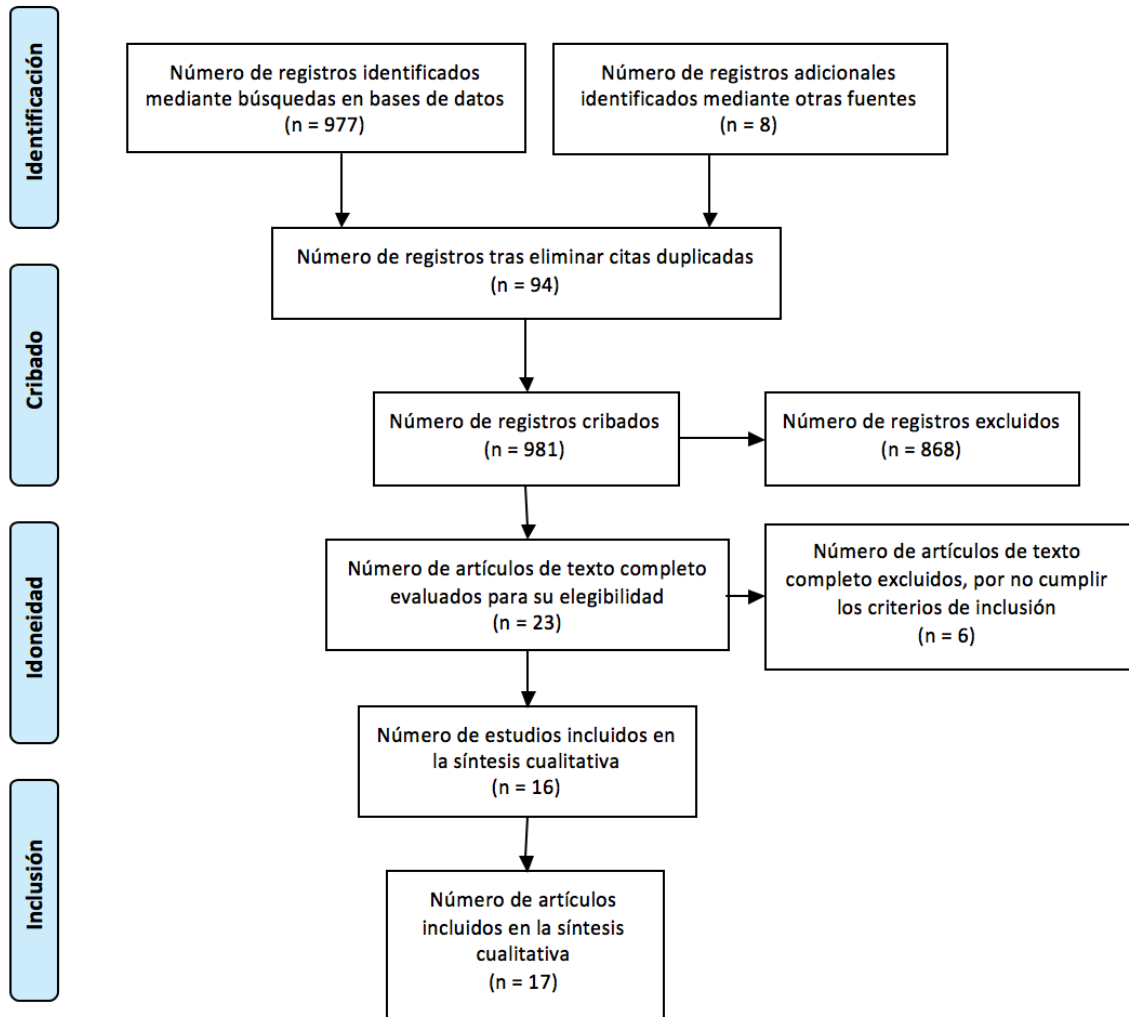 Identificación
Número de registros identificados
mediante búsquedas en bases de datos
(n = 977)
Número de registros adicionales
identificados mediante otras fuentes
(n = 8)
Número de registros tras eliminar citas duplicadas
(n = 94)
Cribado
Número de registros cribados
(n = 981)
Número de registros excluidos
(n = 868)
Idoneidad
Número de artículos de texto completo
evaluados para su elegibilidad
(n = 23)
Número de artículos de texto
completo excluidos, por no cumplir
los criterios de inclusión
(n = 6)
Número de estudios incluidos en
la síntesis cualitativa
(n = 16)
Inclusión
Número de artículos
incluidos en la síntesis
cualitativa
(n = 17)